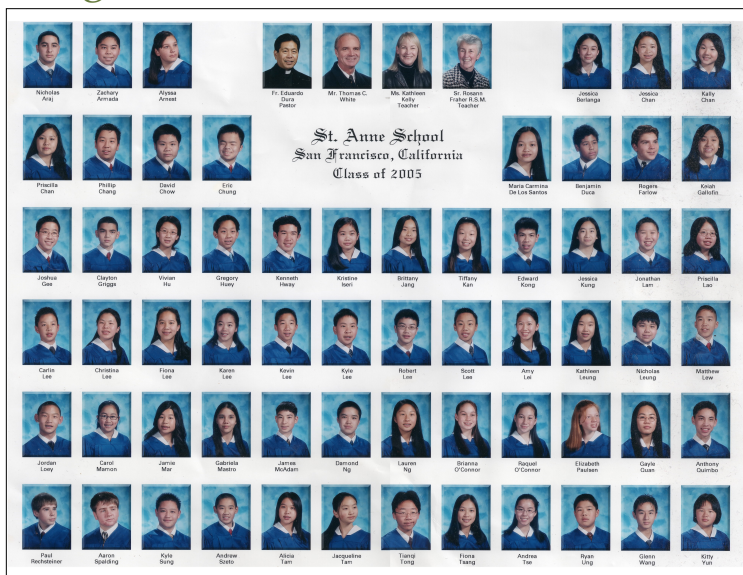 Nicholas
Araj
Zachary
Armada
Alyssa
Arnest
Fr. Eduardo
Dura
Pastor
Mr. Thomas C.
White
Ms. Kathleen
Kelly
Teacher
Sr. Rosann
Fraher R.S.M.
Teacher
Jessica
Berlanga
Jessica
Chan
Kally
Chan
St. Anne School
San Francisco, California
Class of 2005
Priscilla
Chan
Phillip
Chang
David
Chow
Eric
Chung
Maria Carmina
De Los Santos
Benjamin
Duca
Rogers
Farlow
Keiah
Gallofin
Joshua
Gee
Clayton
Griggs
Vivian
Hu
Gregory
Huey
Kenneth
Hway
Kristine
Iseri
Brittany
Jang
Tiffany
Kan
Edward
Kong
Jessica
Kung
Jonathan
Lam
Priscilla
Lao
Carlin
Lee
Christina
Lee
Fiona
Lee
Karen
Lee
Kevin
Lee
Kyle
Lee
Robert
Lee
Scott
Lee
Amy
Lei
Kathleen
Leung
Nicholas
Leung
Matthew
Lew
Jordan
Loey
Carol
Mamon
Jamie
Mar
Gabriela
Mastro
James
McAdam
Damond
Ng
Lauren
Ng
Brianna
O'Connor
Raquel
O'Connor
Elizabeth
Paulsen
Gayle
Quan
Anthony
Quimbo
Paul
Rechsteiner
Aaron
Spalding
Kyle
Sung
Andrew
Szeto
Alicia
Tam
Jacqueline
Tam
Tianqi
Tong
Fiona
Tsang
Andrea
Tse
Ryan
Ung
Glenn
Wang
Kitty
Yun